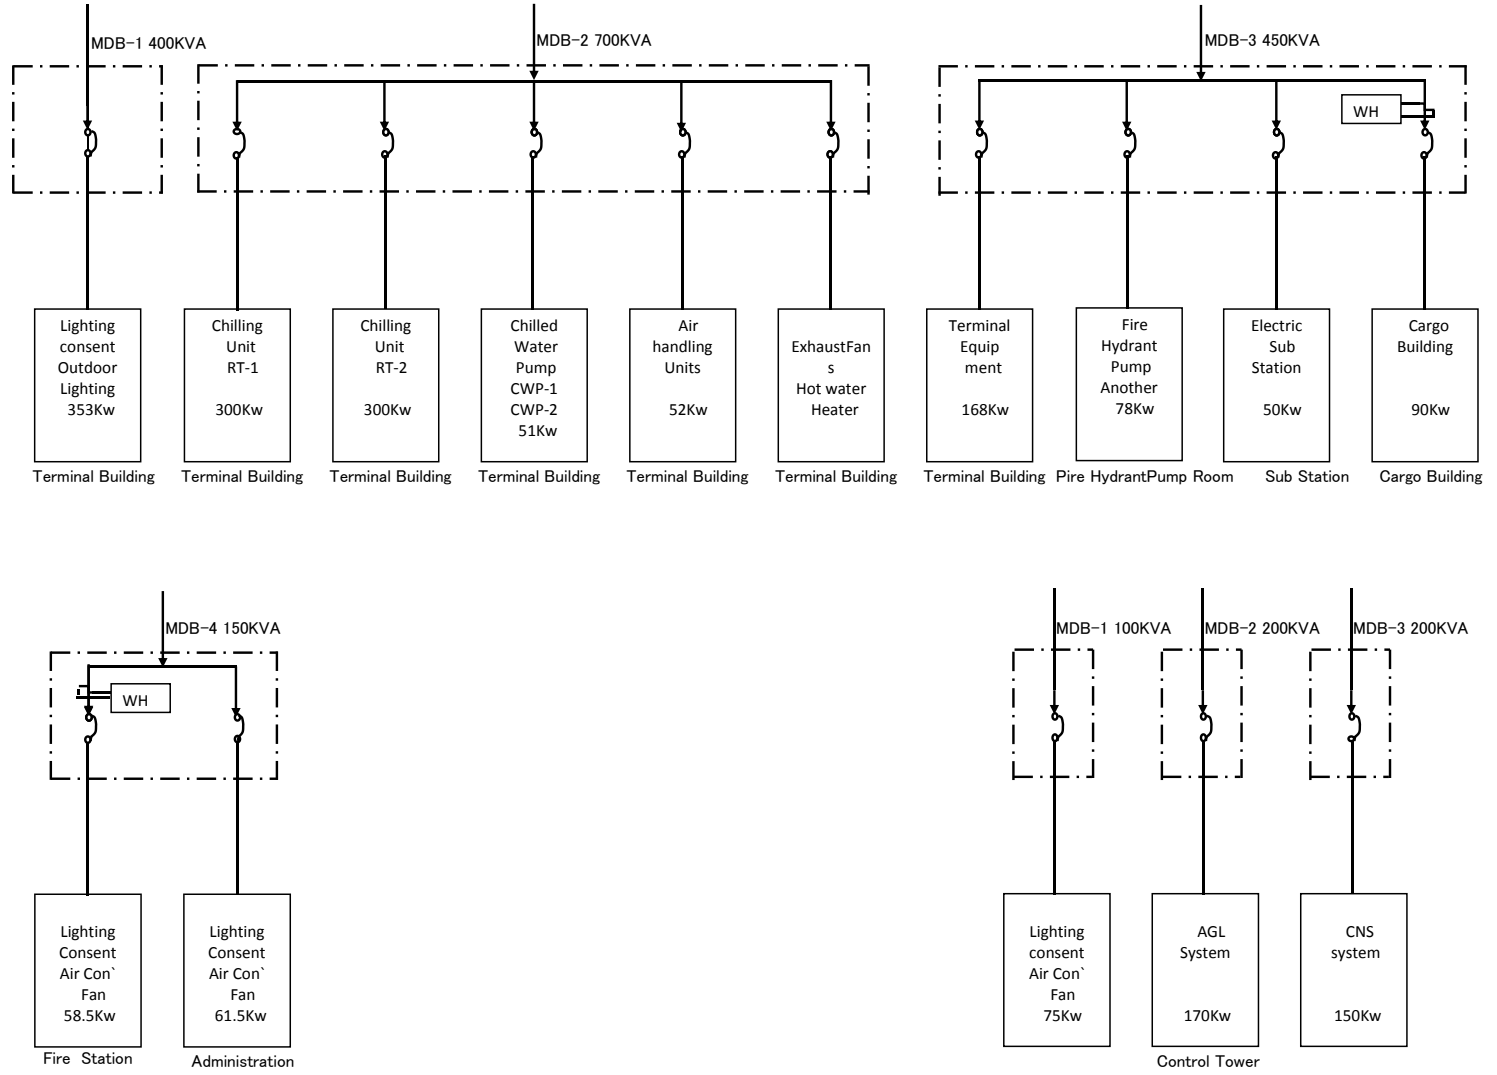 MDB-1 400KVA
MDB-2 700KVA
MDB-3 450KVA
WH
Lighting
consent
Outdoor
Lighting
353Kw
Terminal Building
Chilling
Unit
RT-1
300Kw
Terminal Building
Chilling
Unit
RT-2
300Kw
Terminal Building
Chilled
Water
Pump
CWP-1
CWP-2
51Kw
Terminal Building
Air
handling
Units
52Kw
Terminal Building
ExhaustFan
s
Hot water
Heater
Terminal Building
Terminal
Equip
ment
168Kw
Terminal Building
Fire
Hydrant
Pump
Another
78Kw
Pire HydrantPump Room
Electric
Sub
Station
50Kw
Sub Station
Cargo
Building
90Kw
Cargo Building
MDB-4 150KVA
WH
MDB-1 100KVA
MDB-2 200KVA
MDB-3 200KVA
Lighting
Consent
Air Con`
Fan
58.5Kw
Fire Station
Lighting
Consent
Air Con`
Fan
61.5Kw
Administration
Lighting
consent
Air Con`
Fan
75Kw
AGL
System
170Kw
Control Tower
CNS
system
150Kw